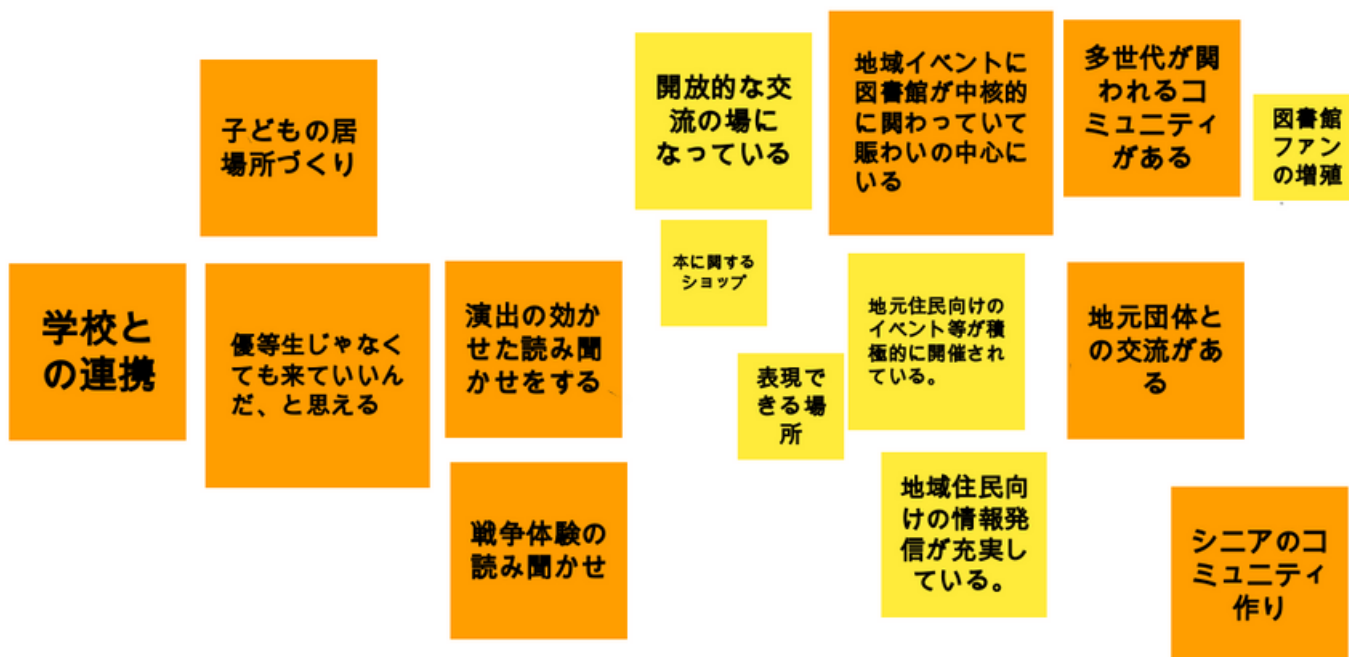 子どもの居
場所づくり
開放的な交
流の場に
なっている
地域イベントに
図書館が中核的
に関わっていて
賑わいの中心に
いる
多世代が関
われるコ
ミュニティ
がある
図書館
ファン
の増殖
本に関する
ショップ
学校と
の連携
優等生じゃなく
ても来ていいん
だ、と思える
演出の効か
せた読み聞
かせをする
表現で
きる場
所
地元住民向けの
イベント等が積
極的に開催され
ている。
地元団体と
の交流があ
る
戦争体験の
読み聞かせ
地域住民向
けの情報発
信が充実し
ている。
シニアのコ
ミュニティ
作り